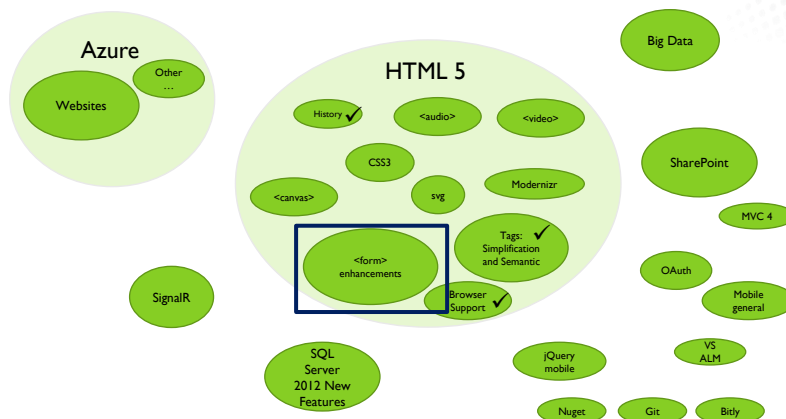 Azure
Other
…
Websites
HTML 5
History
<audio>
<video>
CSS3
Modernizr
<canvas>
svg
Tags:
Simplification
and Semantic
<form>
enhancements
Browser
Support
Big Data
SharePoint
MVC 4
OAuth
Mobile
general
SignalR
SQL
Server
2012 New
Features
jQuery
mobile
VS
ALM
Nuget
Git
Bitly